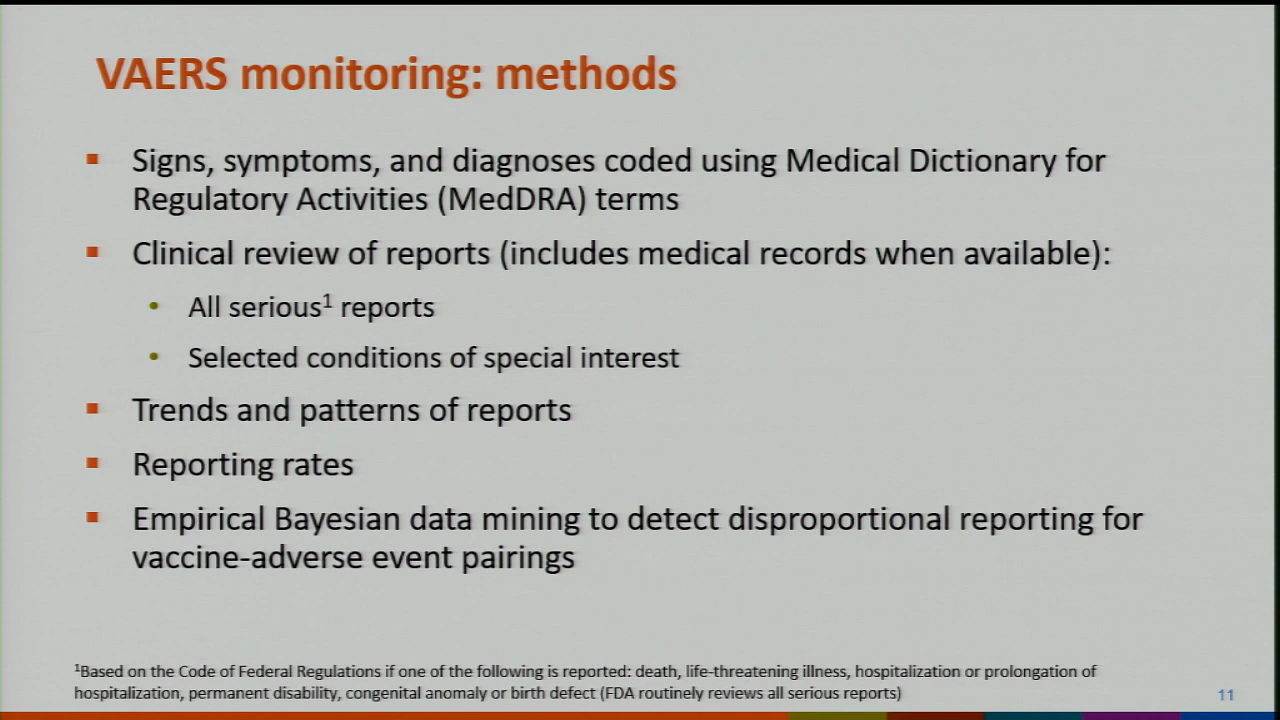 VAERS monitoring: methods
▪ Signs, symptoms, and diagnoses coded using Medical Dictionary for
Regulatory Activities (MedDRA) terms
▪ Clinical review of reports (includes medical records when available):
• All serious¹ reports
• Selected conditions of special interest
▪ Trends and patterns of reports
▪ Reporting rates
▪ Empirical Bayesian data mining to detect disproportional reporting for
vaccine-adverse event pairings
¹Based on the Code of Federal Regulations if one of the following is reported: death, life-threatening illness, hospitalization or prolongation of
hospitalization, permanent disability, congenital anomaly or birth defect (FDA routinely reviews all serious reports)
11